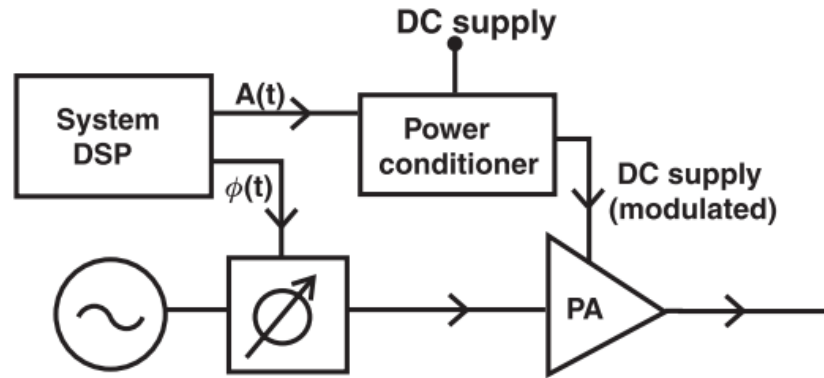 DC supply
A(t)
System
DSP
Power
conditioner
ϕ(t)
DC supply
(modulated)
PA